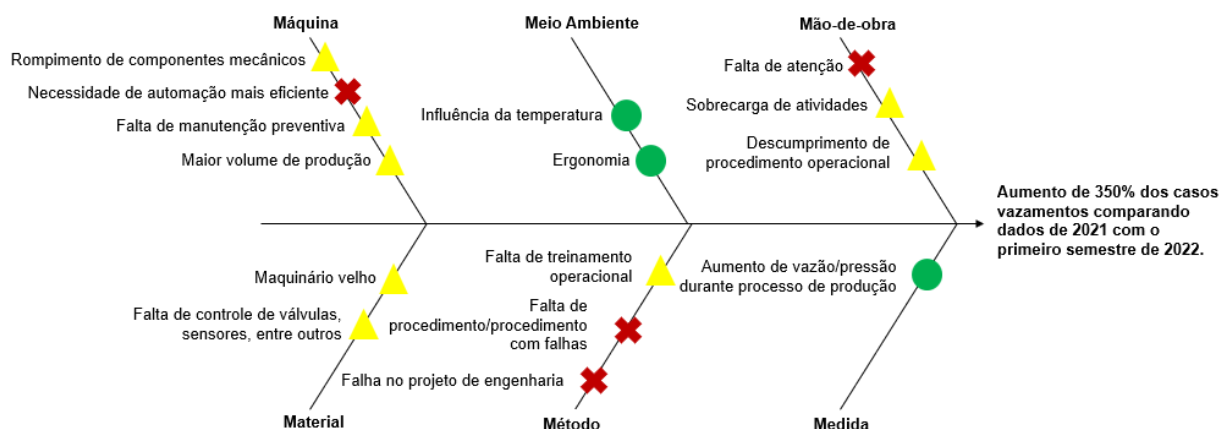 Máquina
Rompimento de componentes mecânicos
Necessidade de automação mais eficiente
Falta de manutenção preventiva
Maior volume de produção
Meio Ambiente
Influência da temperatura
Ergonomia
Mão-de-obra
Falta de atenção
Sobrecarga de atividades
Descumprimento de
procedimento operacional
Aumento de 350% dos casos
vazamentos comparando
dados de 2021 com o
primeiro semestre de 2022.
Maquinário velho
Falta de controle de válvulas,
sensores, entre outros
Material
Falta de treinamento
operacional
Falta de
procedimento/procedimento
com falhas
Falha no projeto de engenharia
Método
Aumento de vazão/pressão
durante processo de produção
Medida